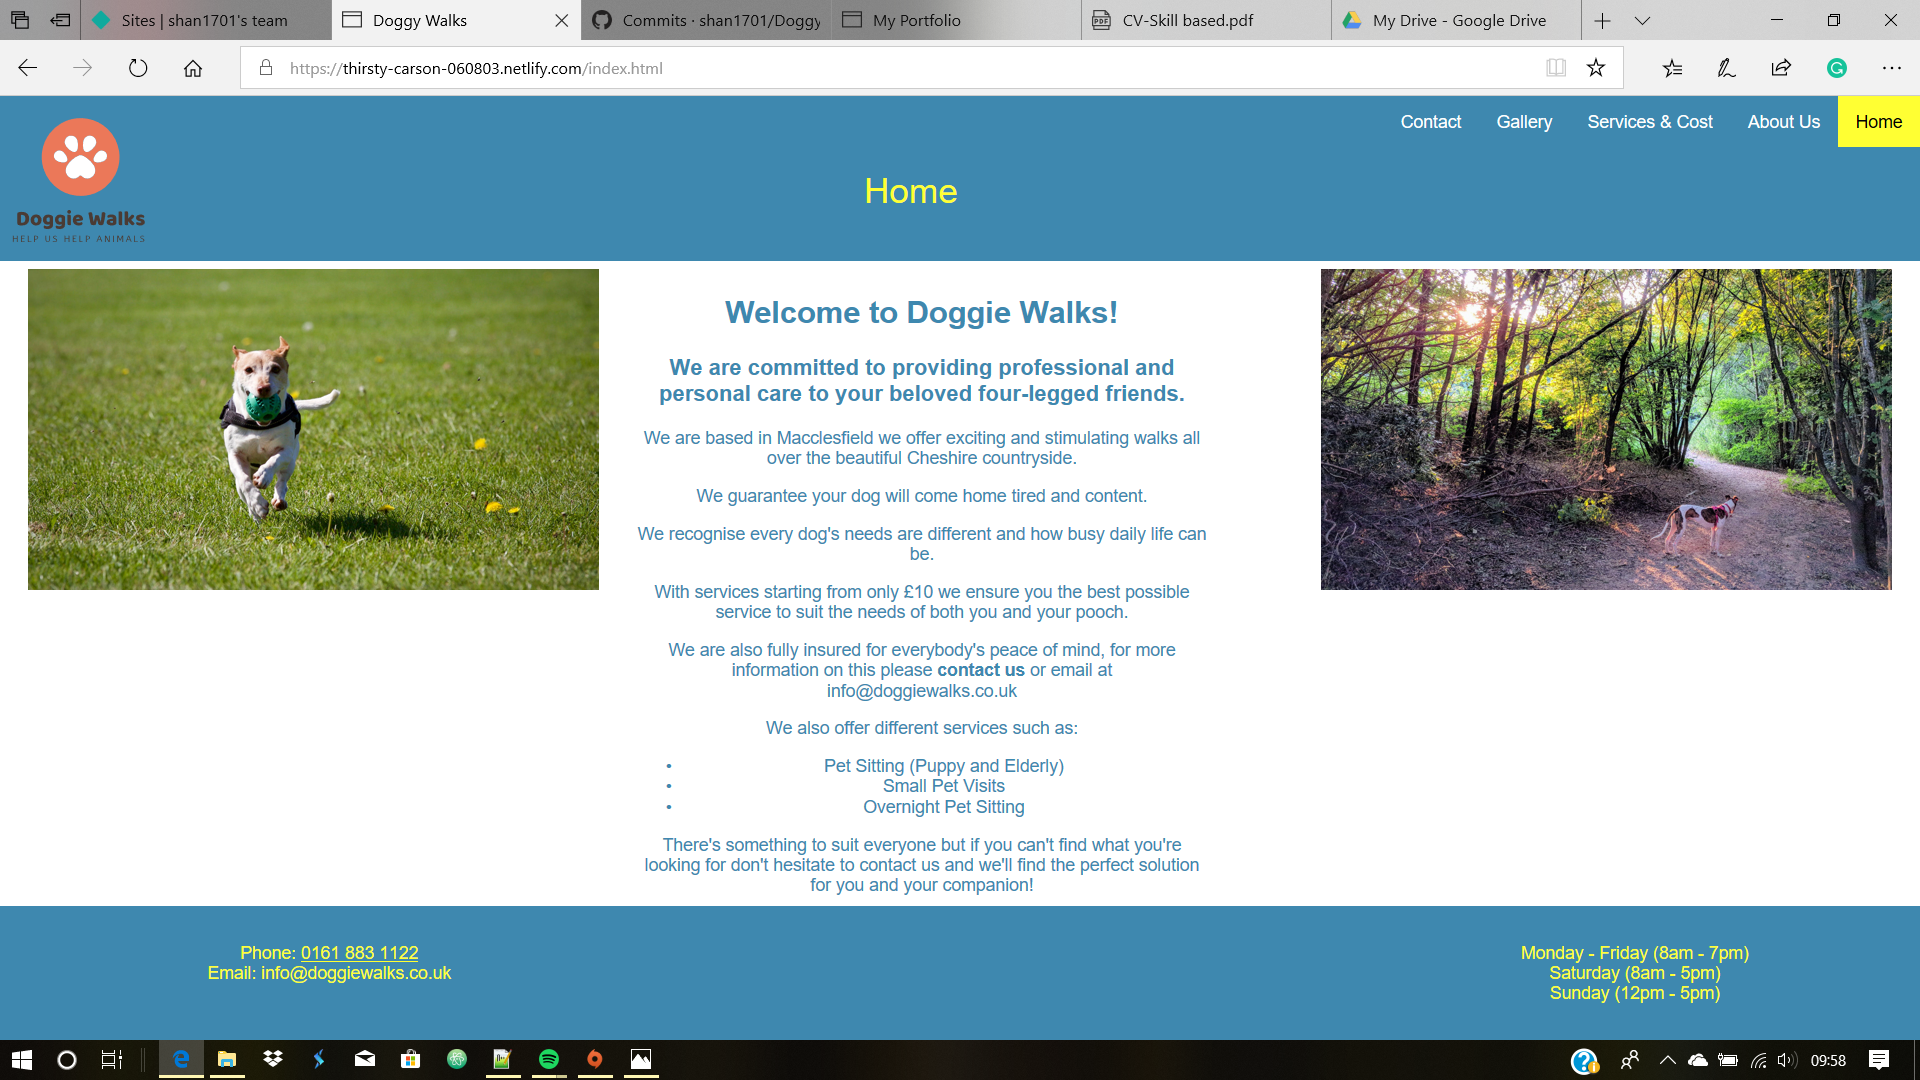 Sites | shan1701's team
Doggy Walks
Commits · shan1701/Doggy
My Portfolio
CV-Skill based.pdf
My Drive - Google Drive
https://thirsty-carson-060803.netlify.com/index.html
Contact
Gallery
Services & Cost
About Us
Home
Doggie Walks
HELP US HELP ANIMALS
Home
Welcome to Doggie Walks!
We are committed to providing professional and
personal care to your beloved four-legged friends.
We are based in Macclesfield we offer exciting and stimulating walks all
over the beautiful Cheshire countryside.
We guarantee your dog will come home tired and content.
We recognise every dog's needs are different and how busy daily life can
be.
With services starting from only £10 we ensure you the best possible
service to suit the needs of both you and your pooch.
We are also fully insured for everybody's peace of mind, for more
information on this please contact us or email at
info@doggiewalks.co.uk
We also offer different services such as:
• Pet Sitting (Puppy and Elderly)
• Small Pet Visits
• Overnight Pet Sitting
There's something to suit everyone but if you can't find what you're
looking for don't hesitate to contact us and we'll find the perfect solution
for you and your companion!
Phone: 0161 883 1122
Email: info@doggiewalks.co.uk
Monday - Friday (8am - 7pm)
Saturday (8am - 5pm)
Sunday (12pm - 5pm)
09:58